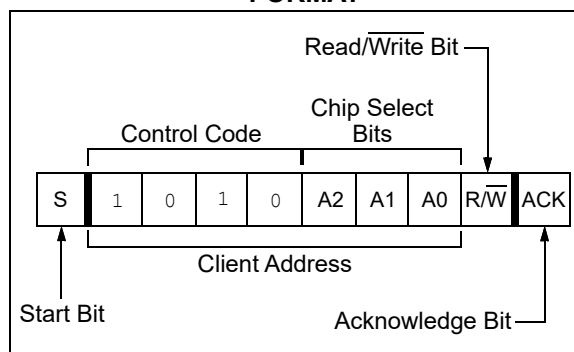 Read/Write Bit
Chip Select
Bits
Control Code
S 1 0 1 0 A2 A1 A0 R/W ACK
Client Address
Start Bit
Acknowledge Bit